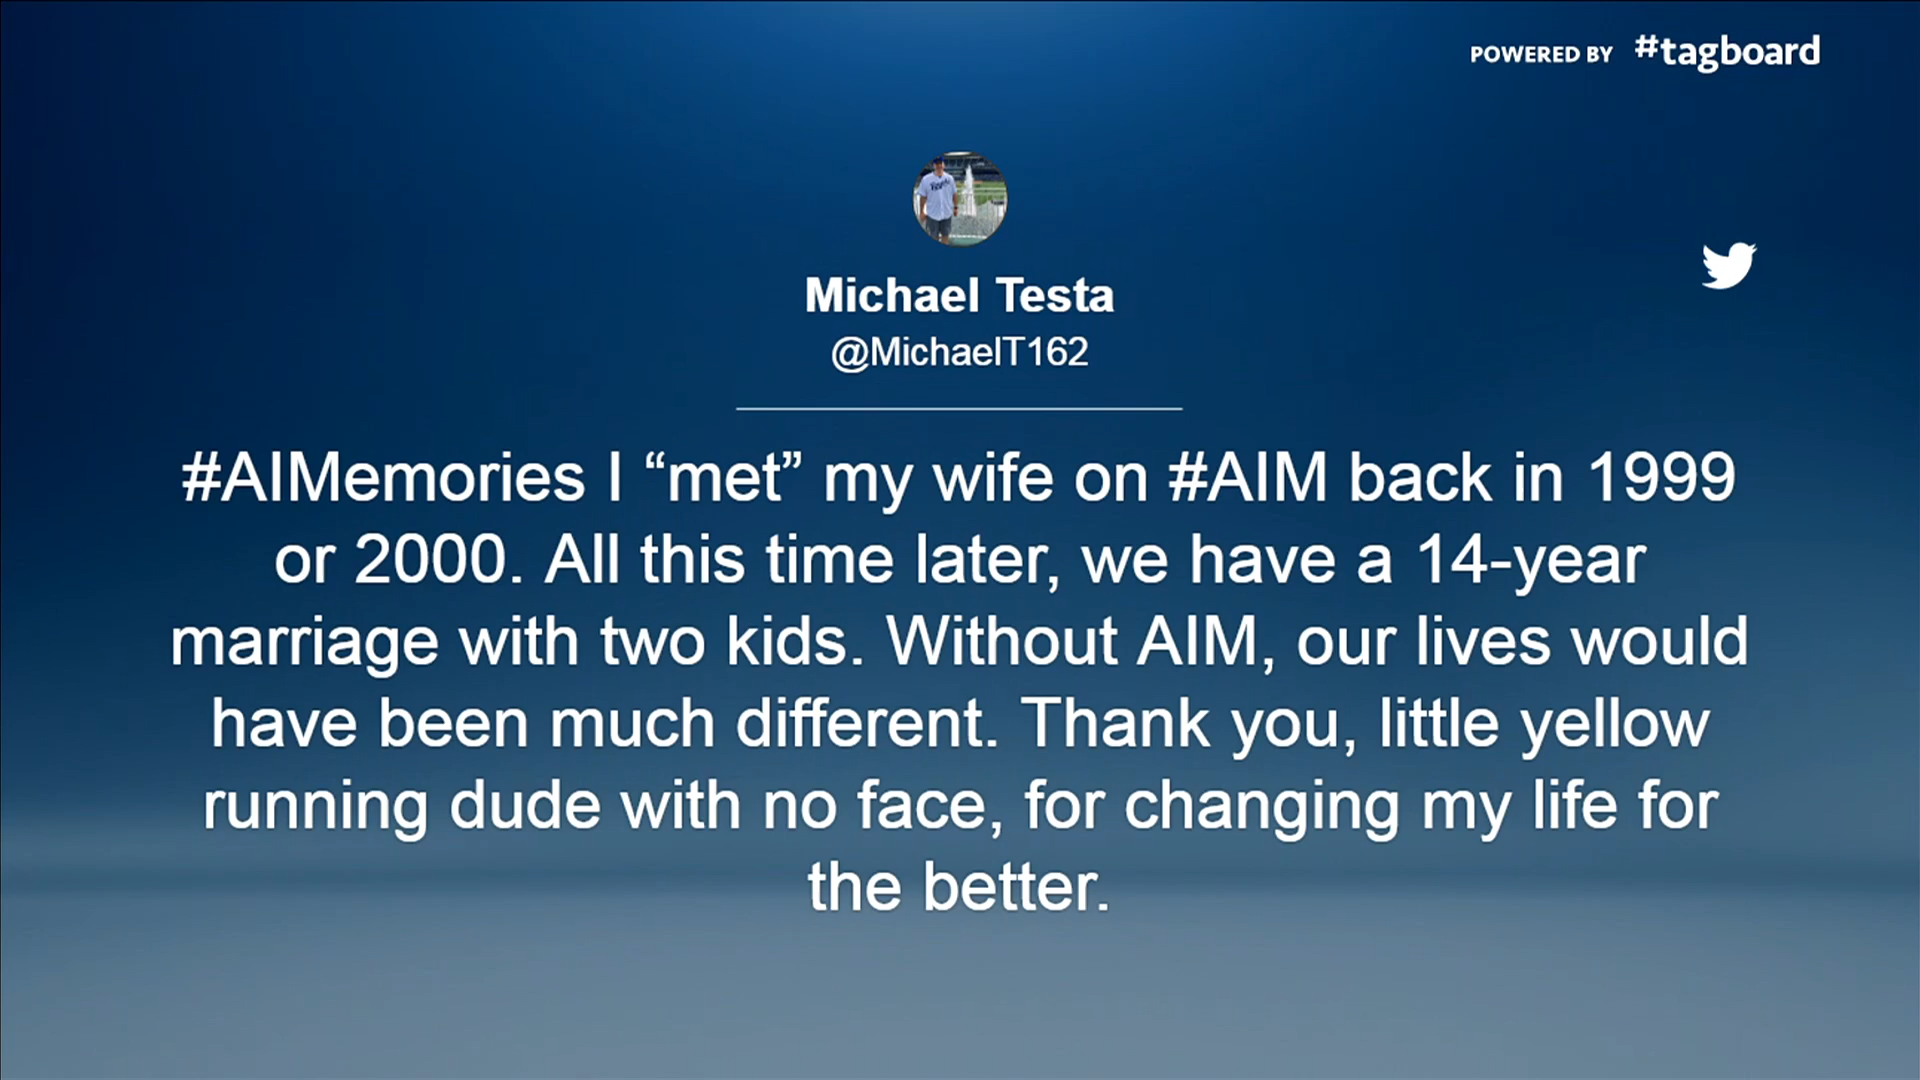 POWERED BY #tagboard
Michael Testa
@MichaelT162
#AIMemories I “met” my wife on #AIM back in 1999
or 2000. All this time later, we have a 14-year
marriage with two kids. Without AIM, our lives would
have been much different. Thank you, little yellow
running dude with no face, for changing my life for
the better.